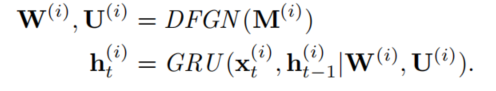 W^{(i)}, U^{(i)} = DFGN(M^{(i)})
h_t^{(i)} = GRU(x_t^{(i)}, h_{t-1}^{(i)} | W^{(i)}, U^{(i)}).